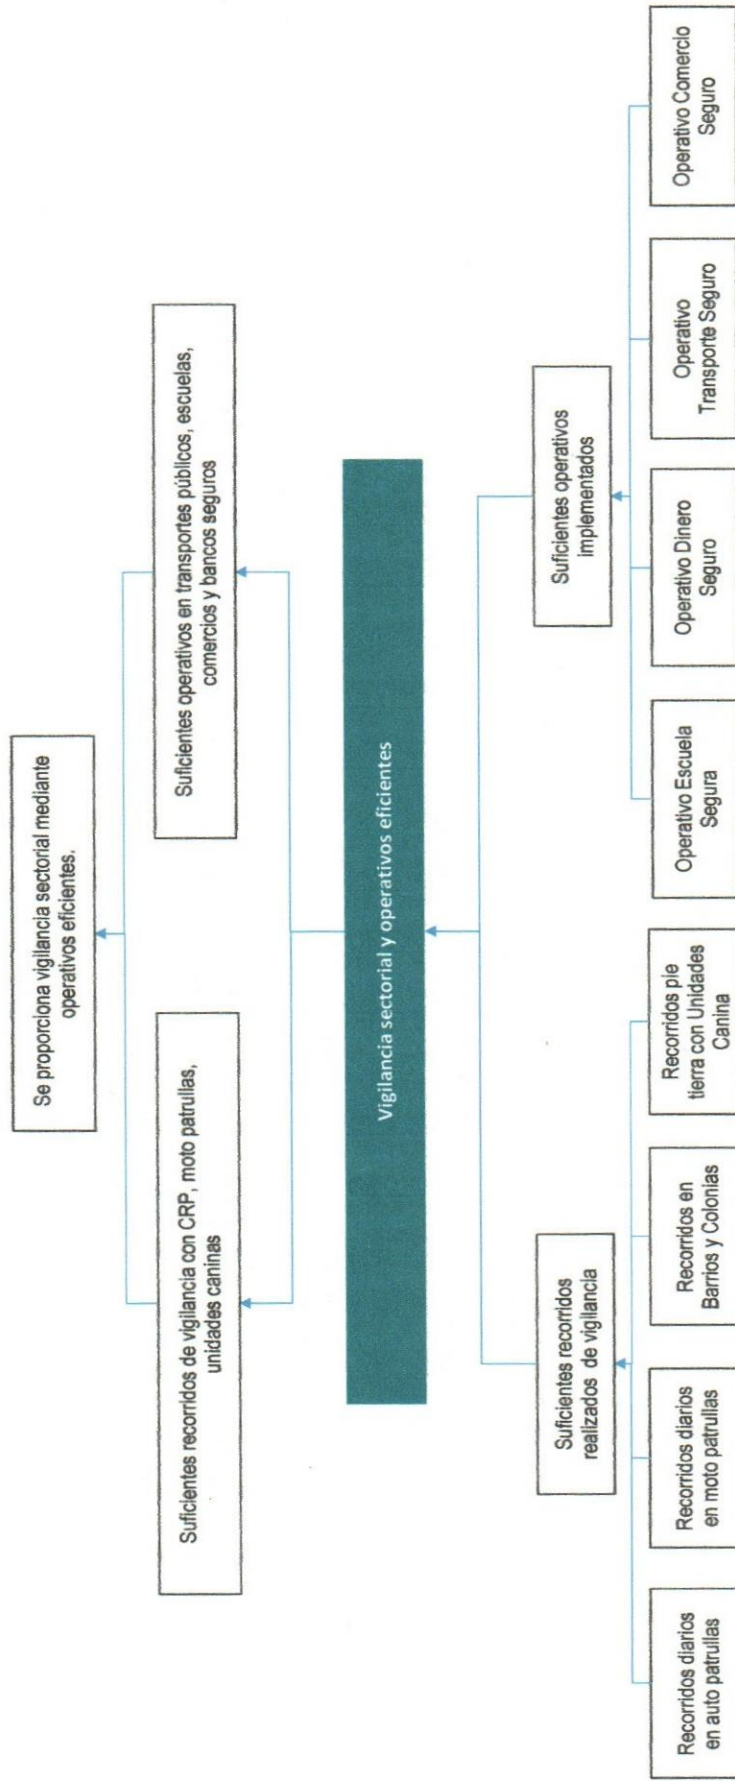 Se proporciona vigilancia sectorial mediante
operativos eficientes.
Suficientes recorridos de vigilancia con CRP, moto patrullas,
unidades caninas
Suficientes operativos en transportes públicos, escuelas,
comercios y bancos seguros
Vigilancia sectorial y operativos eficientes
Suficientes recorridos
realizados de vigilancia
Suficientes operativos
implementados
Recorridos diarios
en auto patrullas
Recorridos diarios
en moto patrullas
Recorridos en
Barrios y Colonias
Recorridos pie
tierra con Unidades
Canina
Operativo Escuela
Segura
Operativo Dinero
Seguro
Operativo
Transporte Seguro
Operativo Comercio
Seguro